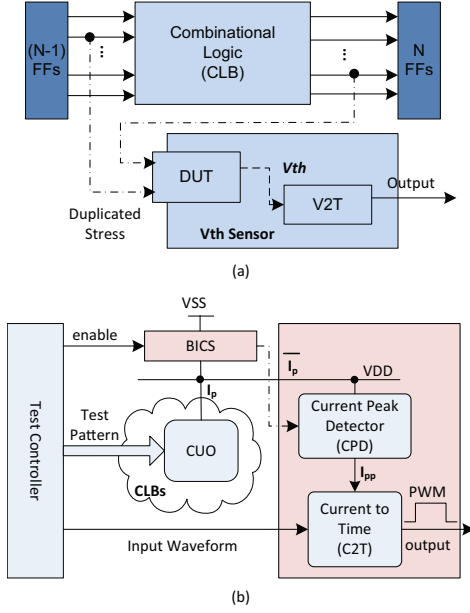 (N-1)
FFs
Combinational
Logic
(CLB)
N
FFs
...
...
DUT
Vth
V2T
Output
Duplicated
Stress
Vth Sensor
(a)
VSS
enable
BICS
Ip
Ip
VDD
Test Controller
Test
Pattern
CUO
CLBs
Current Peak
Detector
(CPD)
Ipp
Current to
Time
(C2T)
PWM
output
Input Waveform
(b)